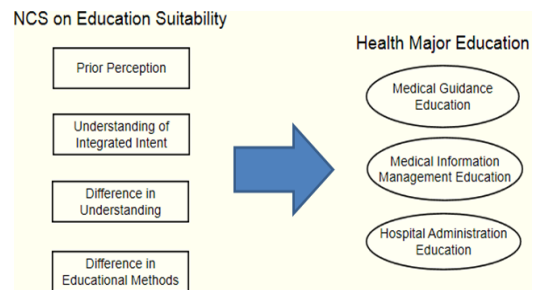 NCS on Education Suitability
Prior Perception
Understanding of
Integrated Intent
Difference in
Understanding
Difference in
Educational Methods
Health Major Education
Medical Guidance
Education
Medical Information
Management Education
Hospital Administration
Education